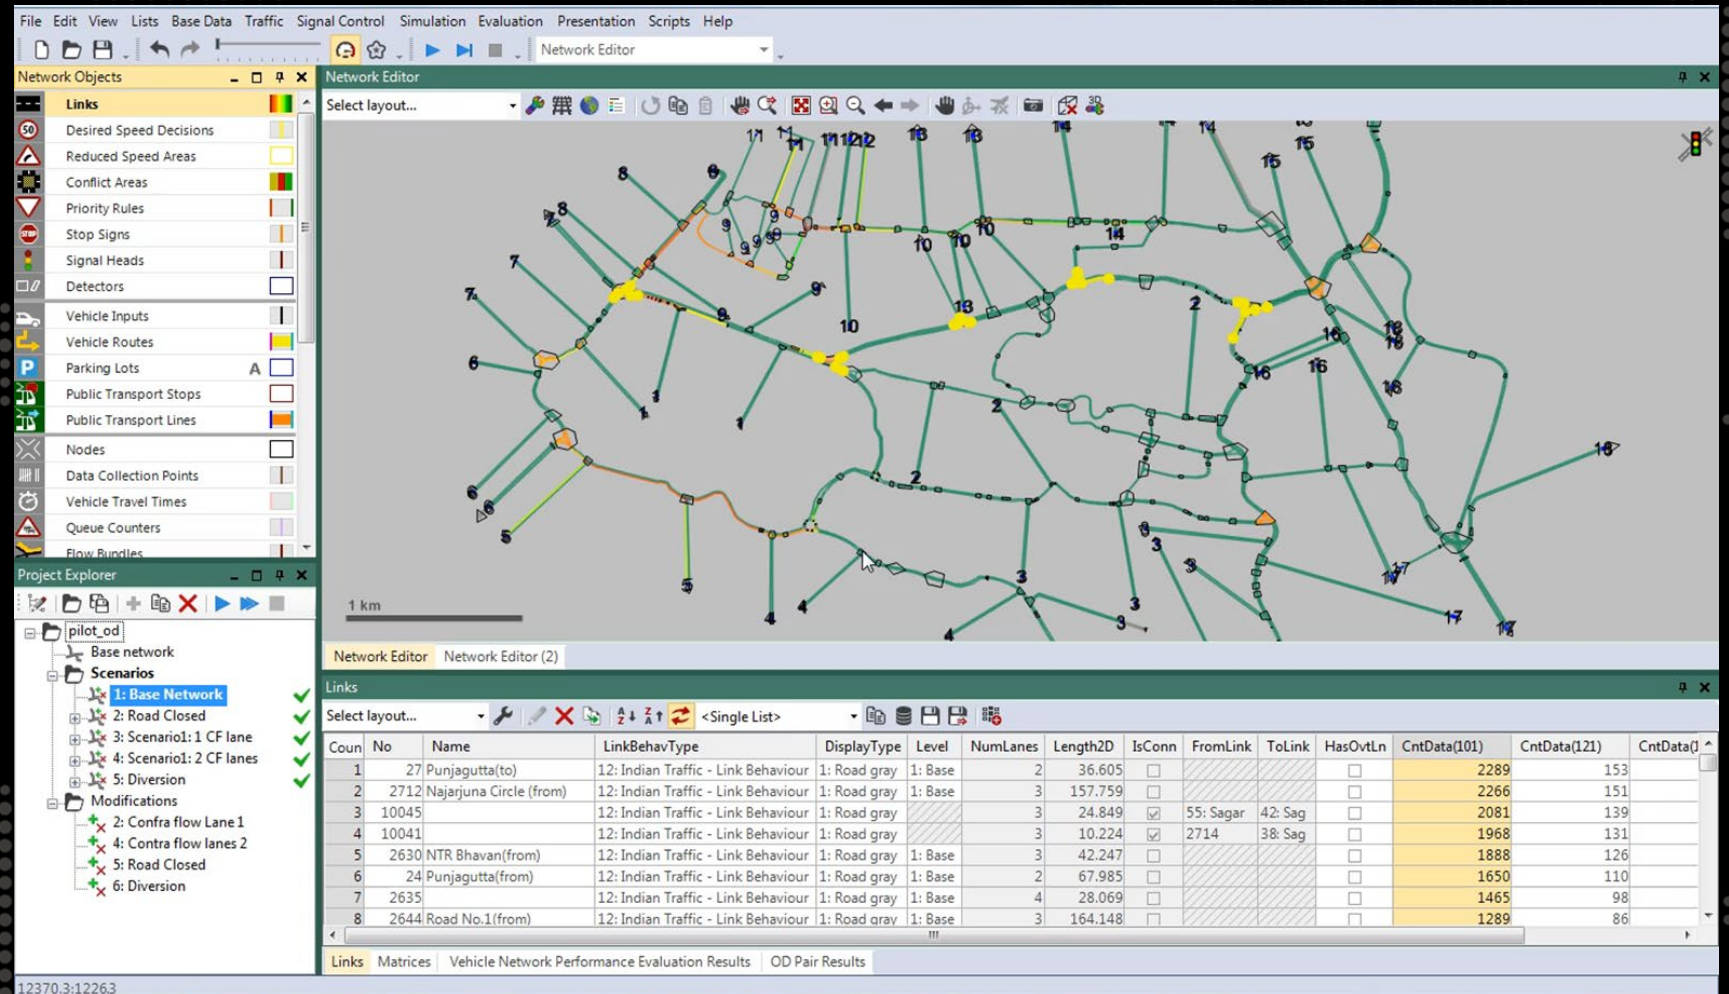 File Edit View Lists Base Data Traffic Signal Control Simulation Evaluation Presentation Scripts Help
Network Editor
Network Objects
Links
Desired Speed Decisions
Reduced Speed Areas
Conflict Areas
Priority Rules
Stop Signs
Signal Heads
Detectors
Vehicle Inputs
Vehicle Routes
Parking Lots A
Public Transport Stops
Public Transport Lines
Nodes
Data Collection Points
Vehicle Travel Times
Queue Counters
Flow Bundles
Project Explorer
pilot_od
Base network
Scenarios
1: Base Network
2: Road Closed
3: Scenario1: 1 CF lane
4: Scenario1: 2 CF lanes
5: Diversion
Modifications
2: Confra flow Lane 1
4: Contra flow lanes 2
5: Road Closed
6: Diversion
Network Editor
Select layout...
1 km
Network Editor Network Editor (2)
Links
Select layout... <Single List>
Coun No Name LinkBehavType DisplayType Level NumLanes Length2D IsConn FromLink ToLink HasOvtLn CntData(101) CntData(121) CntData(1
1 27 Punjagutta(to) 12: Indian Traffic - Link Behaviour 1: Road gray 1: Base 2 36.605 2289 153
2 2712 Najarjuna Circle (from) 12: Indian Traffic - Link Behaviour 1: Road gray 1: Base 3 157.759 2266 151
3 10045 12: Indian Traffic - Link Behaviour 1: Road gray 3 24.849 55: Sagar 42: Sag 2081 139
4 10041 12: Indian Traffic - Link Behaviour 1: Road gray 3 10.224 2714 38: Sag 1968 131
5 2630 NTR Bhavan(from) 12: Indian Traffic - Link Behaviour 1: Road gray 1: Base 3 42.247 1888 126
6 24 Punjagutta(from) 12: Indian Traffic - Link Behaviour 1: Road gray 1: Base 2 67.985 1650 110
7 2635 12: Indian Traffic - Link Behaviour 1: Road gray 1: Base 4 28.069 1465 98
8 2644 Road No.1(from) 12: Indian Traffic - Link Behaviour 1: Road gray 1: Base 3 164.148 1289 86
Links Matrices Vehicle Network Performance Evaluation Results OD Pair Results
12370.3:1226.3